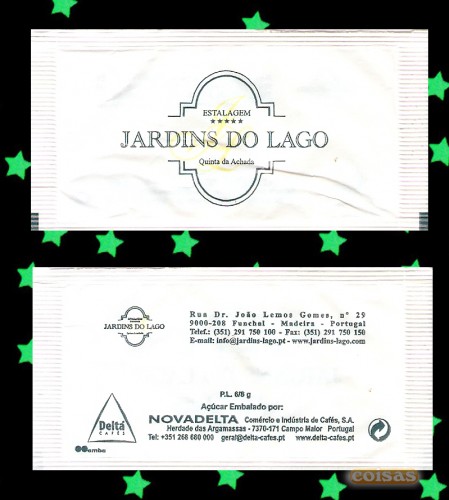 ESTALAGEM
★★★★★
JARDINS DO LAGO
Quinta da Achada
JARDINS DO LAGO
Rua Dr. João Lemos Gomes, nº 29
9000-208 Funchal - Madeira - Portugal
Telef.: (351) 291 750 100 - Fax: (351) 291 750 150
E-mail: info@jardins-lago.pt - www.jardins-lago.com
P.L. 6/8 g
Açúcar Embalado por:
Delta
CAFÉS
NOVADELTA Comércio e Indústria de Cafés, S.A.
Herdade das Argamassas - 7370-171 Campo Maior Portugal
Tel: +351 268 680 000 geral@delta-cafes.pt www.delta-cafes.pt
coisas